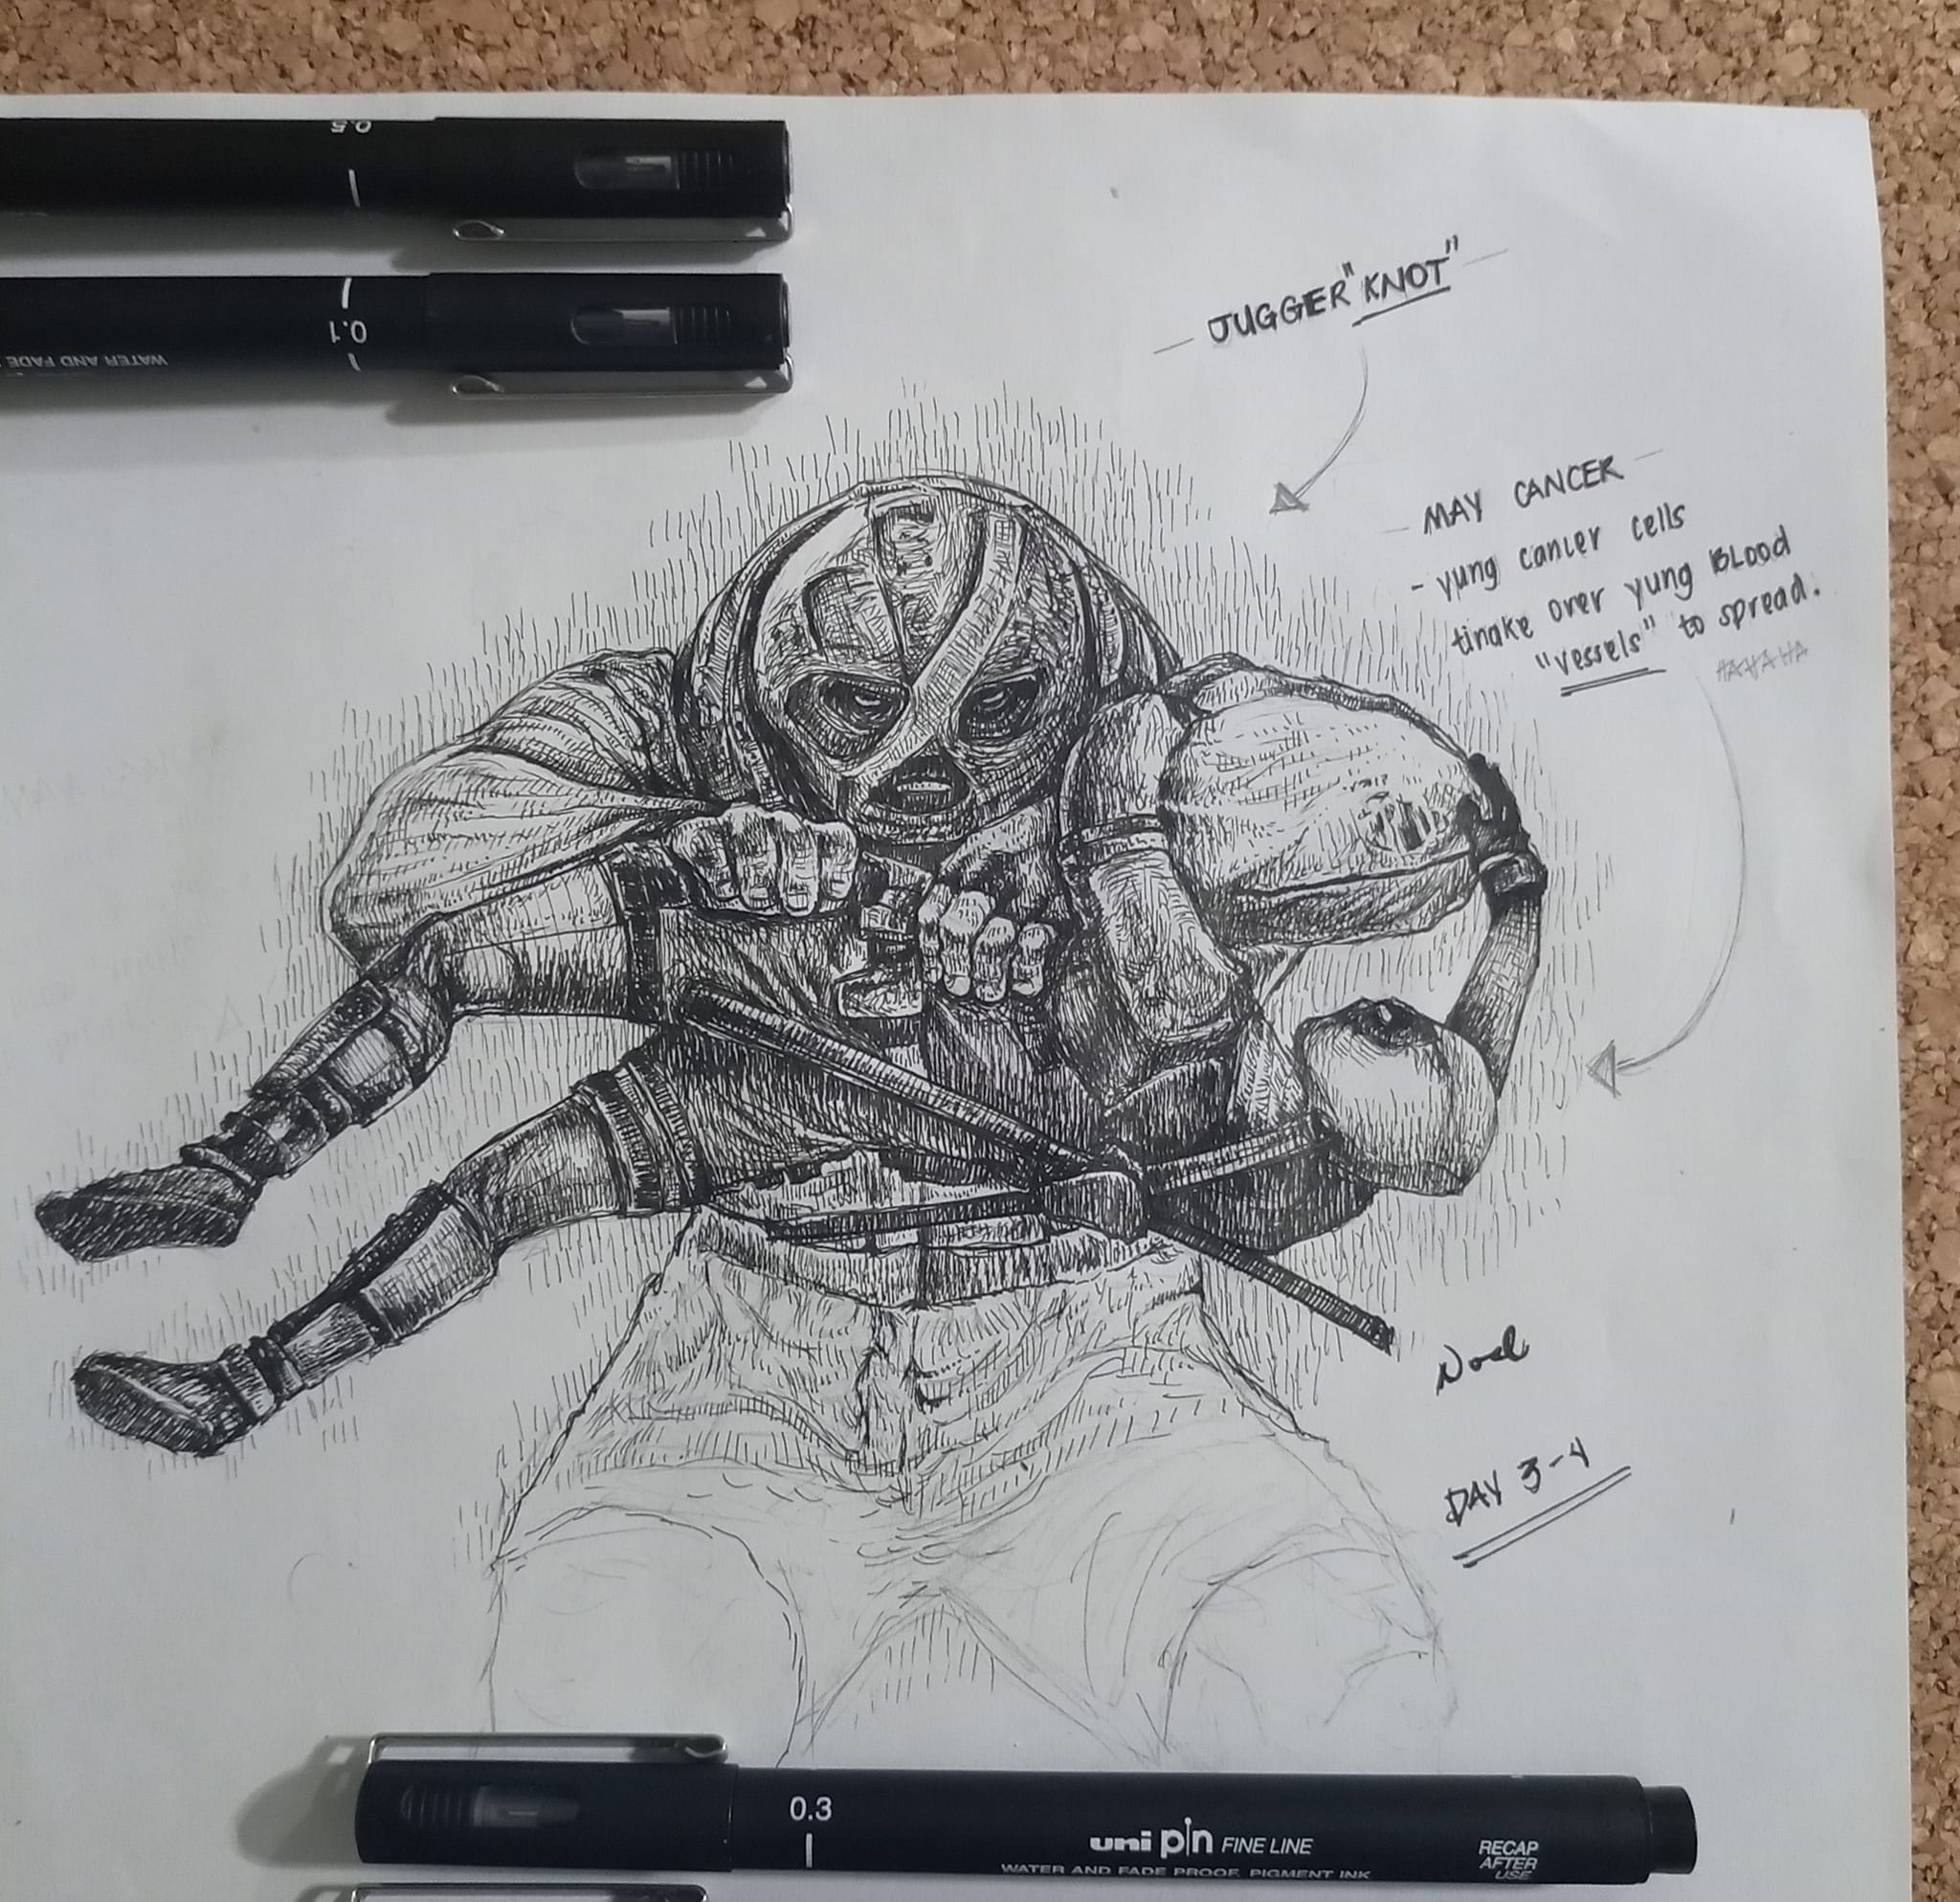 0.5
0.1
WATER AND FADE
JUGGER"KNOT"
MAY CANCER
- yung cancer cells
tinake over yung BLOOD
"vessels" to spread.
HAHAHA
Noel
DAY 3-4
0.3
uni pin FINE LINE
WATER AND FADE PROOF, PIGMENT INK
RECAP
AFTER
USE